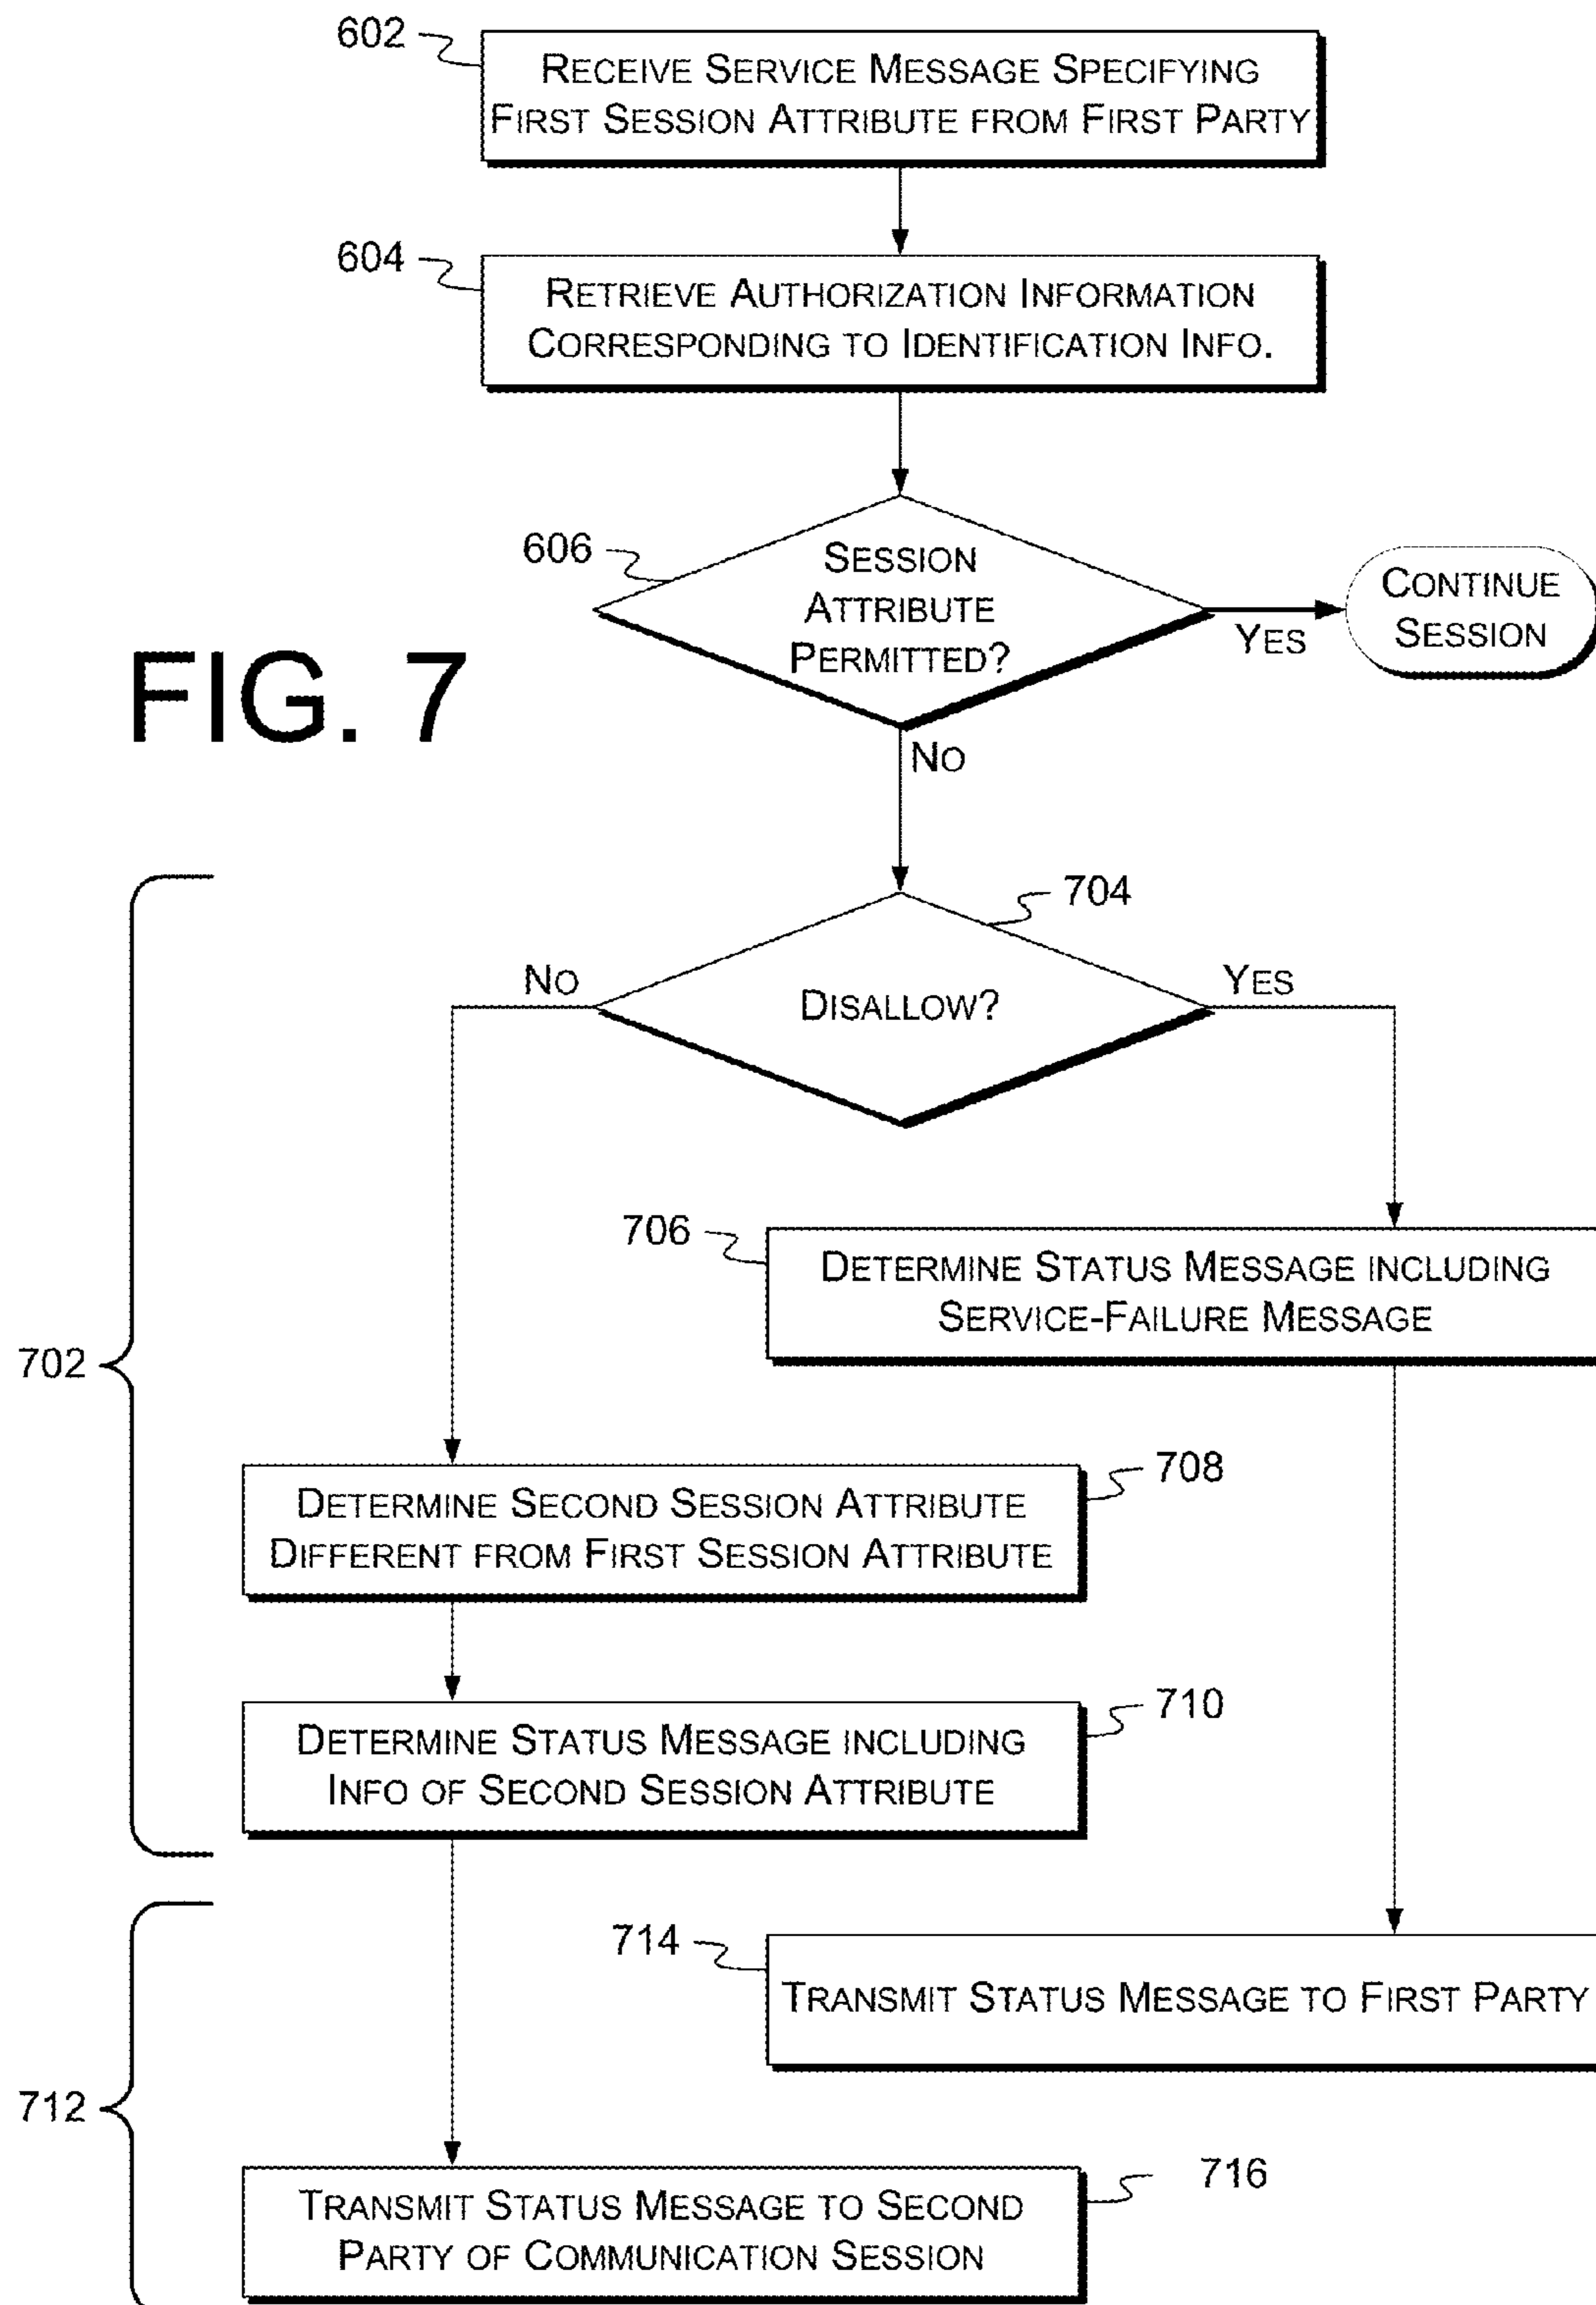 602
RECEIVE SERVICE MESSAGE SPECIFYING
FIRST SESSION ATTRIBUTE FROM FIRST PARTY
604
RETRIEVE AUTHORIZATION INFORMATION
CORRESPONDING TO IDENTIFICATION INFO.
606
SESSION
ATTRIBUTE
PERMITTED?
YES
CONTINUE
SESSION
FIG. 7
NO
704
NO
DISALLOW?
YES
706
DETERMINE STATUS MESSAGE INCLUDING
SERVICE-FAILURE MESSAGE
702
708
DETERMINE SECOND SESSION ATTRIBUTE
DIFFERENT FROM FIRST SESSION ATTRIBUTE
710
DETERMINE STATUS MESSAGE INCLUDING
INFO OF SECOND SESSION ATTRIBUTE
714
TRANSMIT STATUS MESSAGE TO FIRST PARTY
712
716
TRANSMIT STATUS MESSAGE TO SECOND
PARTY OF COMMUNICATION SESSION